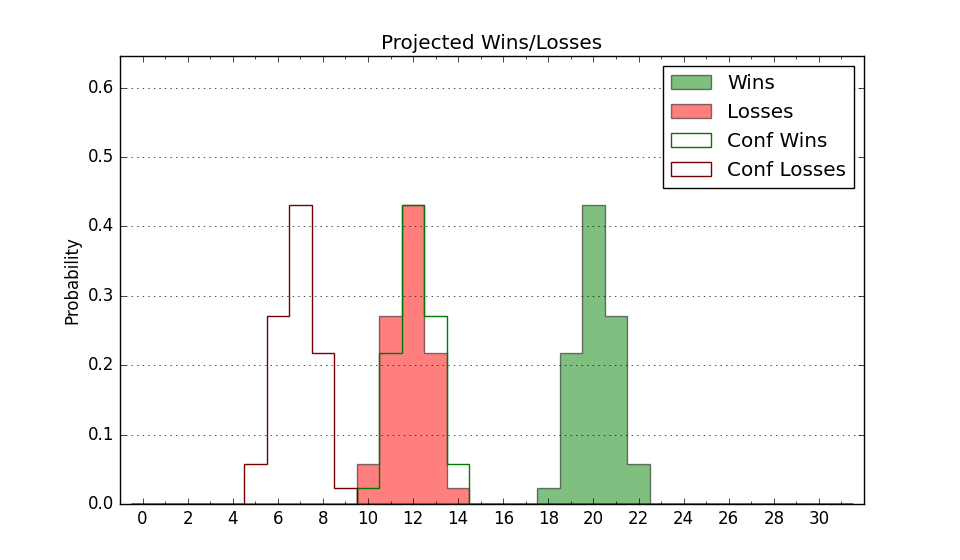 Projected Wins/Losses
Wins
Losses
Conf Wins
Conf Losses
Probability
0.6
0.5
0.4
0.3
0.2
0.1
0.0
0 2 4 6 8 10 12 14 16 18 20 22 24 26 28 30